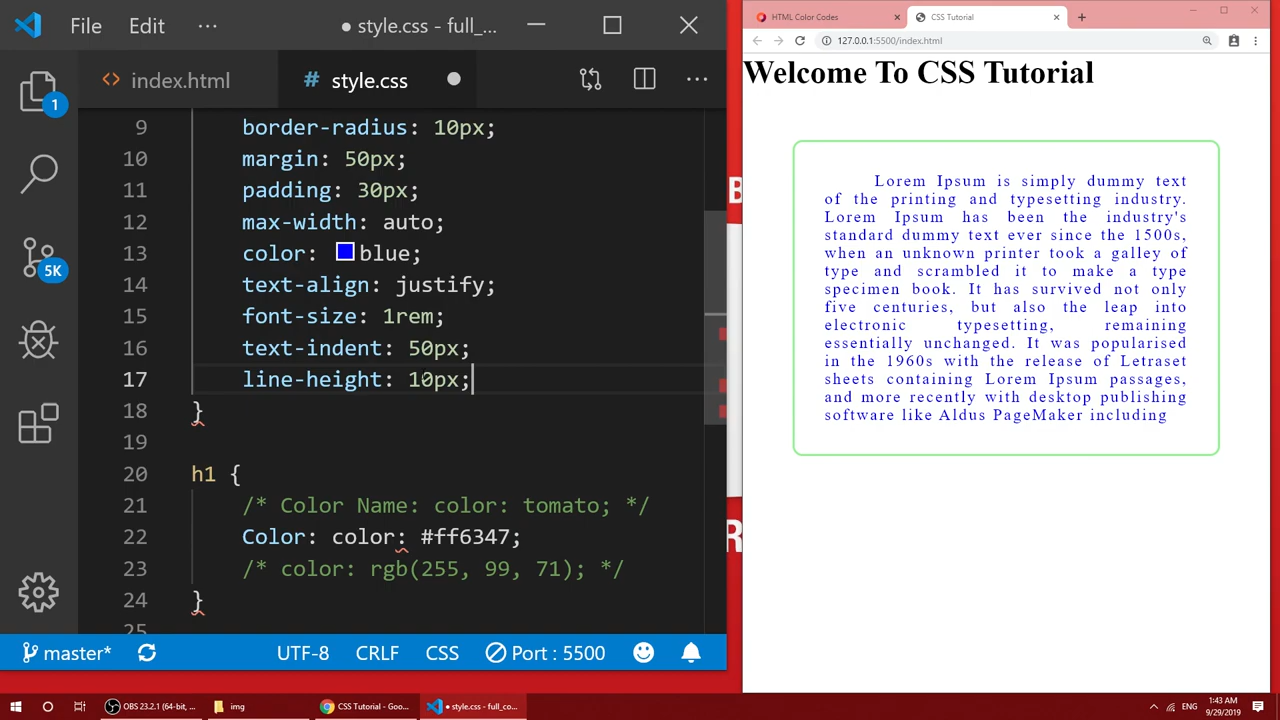 File Edit ··· ● style.css - full_...
index.html # style.css
9 border-radius: 10px;
10 margin: 50px;
11 padding: 30px;
12 max-width: auto;
13 color: blue;
14 text-align: justify;
15 font-size: 1rem;
16 text-indent: 50px;
17 line-height: 10px;
18 }
19
20 h1 {
21 /* Color Name: color: tomato; */
22 Color: color: #ff6347;
23 /* color: rgb(255, 99, 71); */
24 }
25
1
5K
master* UTF-8 CRLF CSS Port : 5500
HTML Color Codes CSS Tutorial
127.0.0.1:5500/index.html
Welcome To CSS Tutorial
Lorem Ipsum is simply dummy text
of the printing and typesetting industry.
Lorem Ipsum has been the industry's
standard dummy text ever since the 1500s,
when an unknown printer took a galley of
type and scrambled it to make a type
specimen book. It has survived not only
five centuries, but also the leap into
electronic typesetting, remaining
essentially unchanged. It was popularised
in the 1960s with the release of Letraset
sheets containing Lorem Ipsum passages,
and more recently with desktop publishing
software like Aldus PageMaker including
B
R
OBS 23.2.1 (64-bit, ... img CSS Tutorial - Goo... ● style.css - full_co... ENG 1:43 AM
9/29/2019